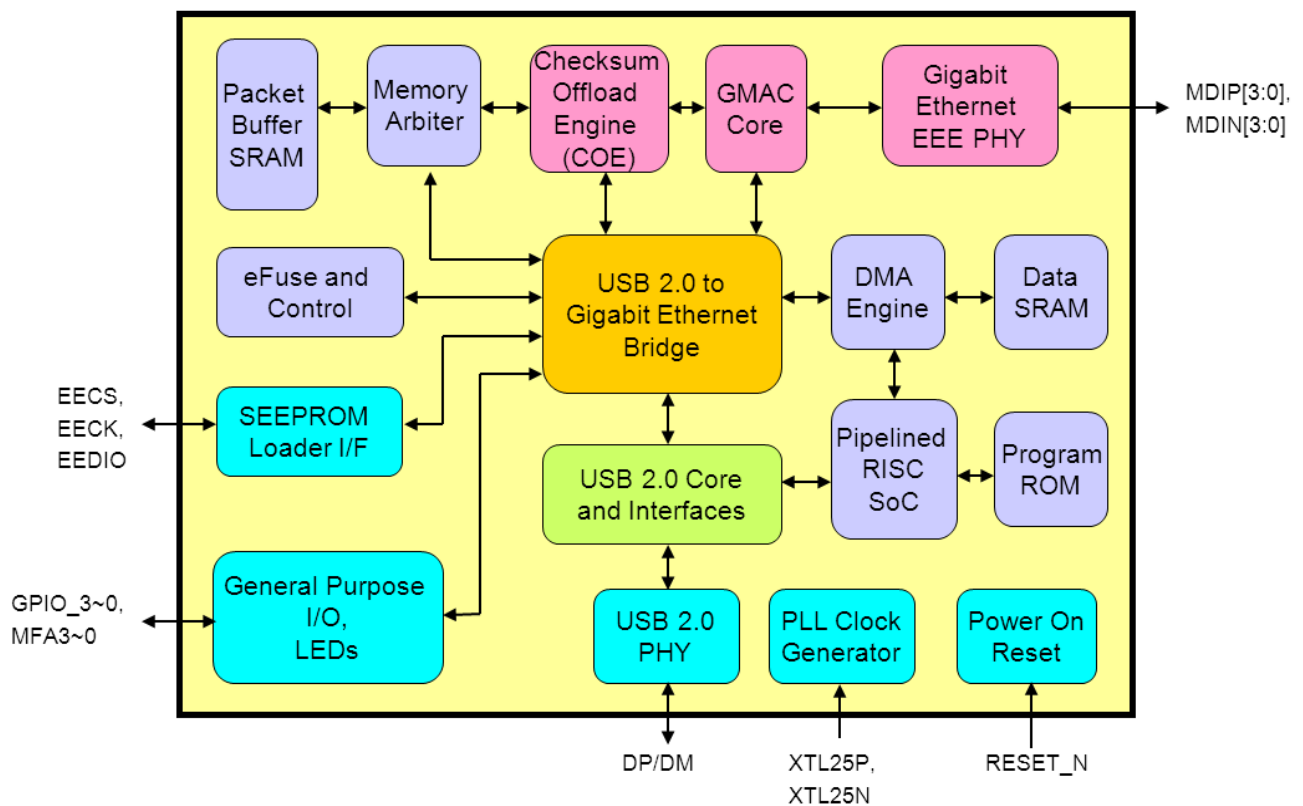 Packet
Buffer
SRAM
Memory
Arbiter
Checksum
Offload
Engine
(COE)
GMAC
Core
Gigabit
Ethernet
EEE PHY
MDIP[3:0],
MDIN[3:0]
eFuse and
Control
USB 2.0 to
Gigabit Ethernet
Bridge
DMA
Engine
Data
SRAM
EECS,
EECK,
EEDIO
SEEPROM
Loader I/F
USB 2.0 Core
and Interfaces
Pipelined
RISC
SoC
Program
ROM
GPIO_3~0,
MFA3~0
General Purpose
I/O,
LEDs
USB 2.0
PHY
PLL Clock
Generator
Power On
Reset
DP/DM
XTL25P,
XTL25N
RESET_N